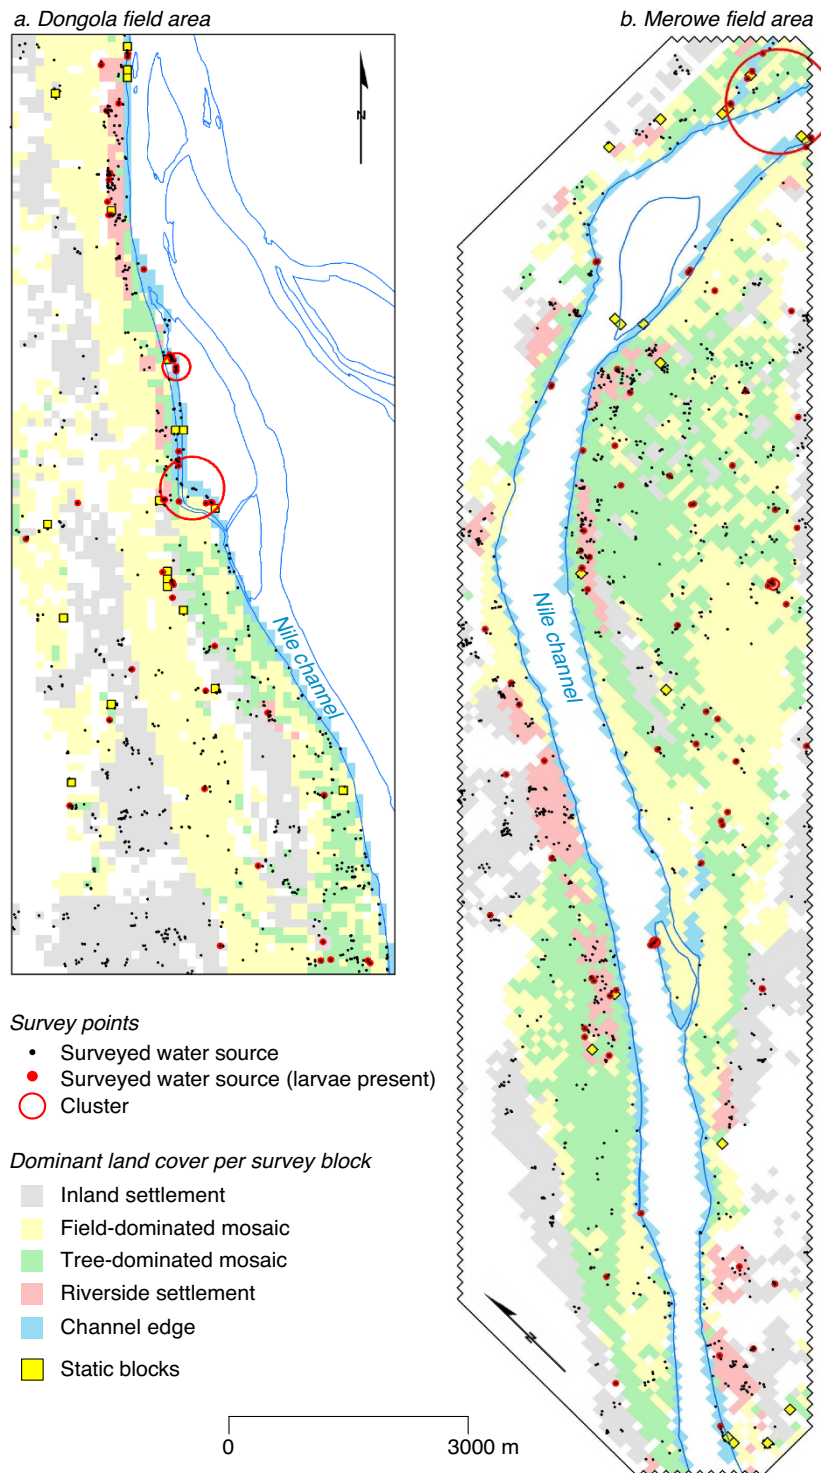 a. Dongola field area
b. Merowe field area
N
Nile channel
Nile channel
Survey points
Surveyed water source
Surveyed water source (larvae present)
Cluster
Dominant land cover per survey block
Inland settlement
Field-dominated mosaic
Tree-dominated mosaic
Riverside settlement
Channel edge
Static blocks
N
0
3000 m